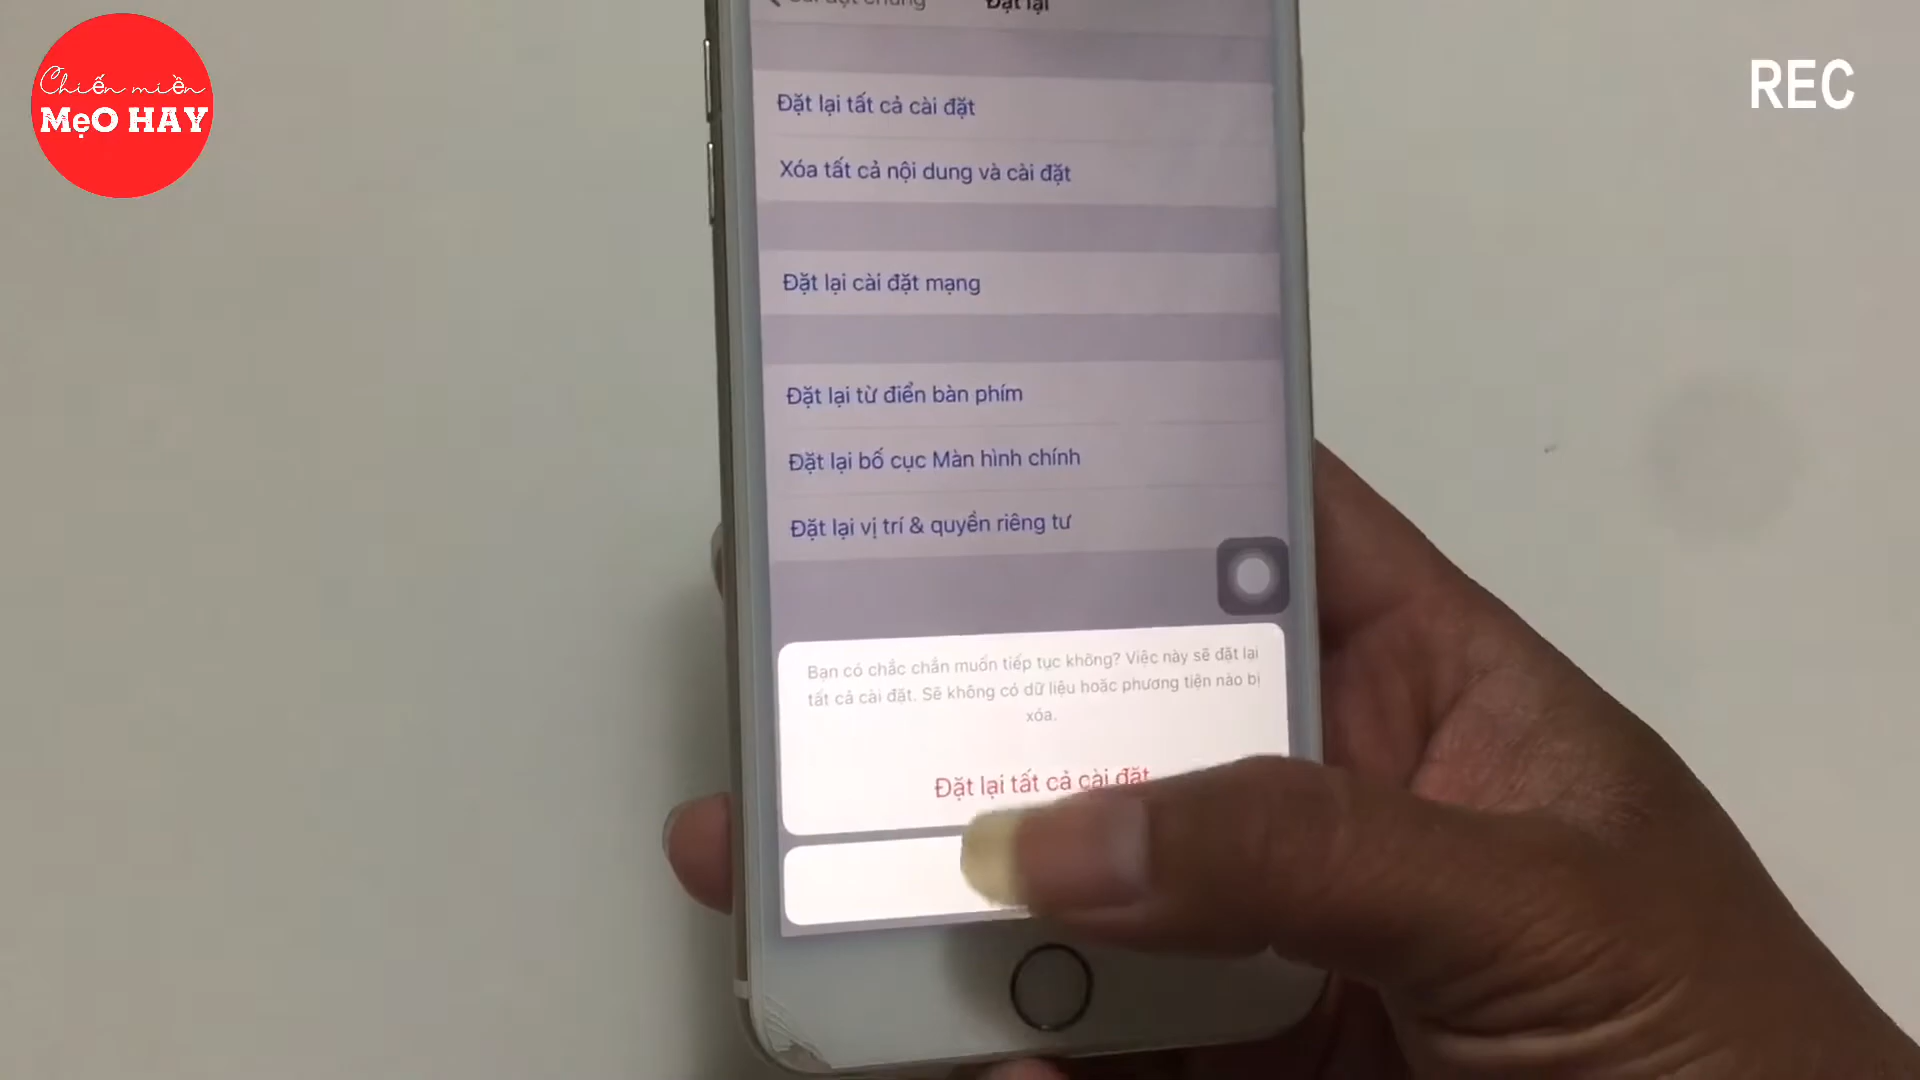 Chiến miền
MẸO HAY
REC
Đặt lại
Đặt lại tất cả cài đặt
Xóa tất cả nội dung và cài đặt
Đặt lại cài đặt mạng
Đặt lại từ điển bàn phím
Đặt lại bố cục Màn hình chính
Đặt lại vị trí & quyền riêng tư
Bạn có chắc chắn muốn tiếp tục không? Việc này sẽ đặt lại
tất cả cài đặt. Sẽ không có dữ liệu hoặc phương tiện nào bị
xóa.
Đặt lại tất cả cài đặt